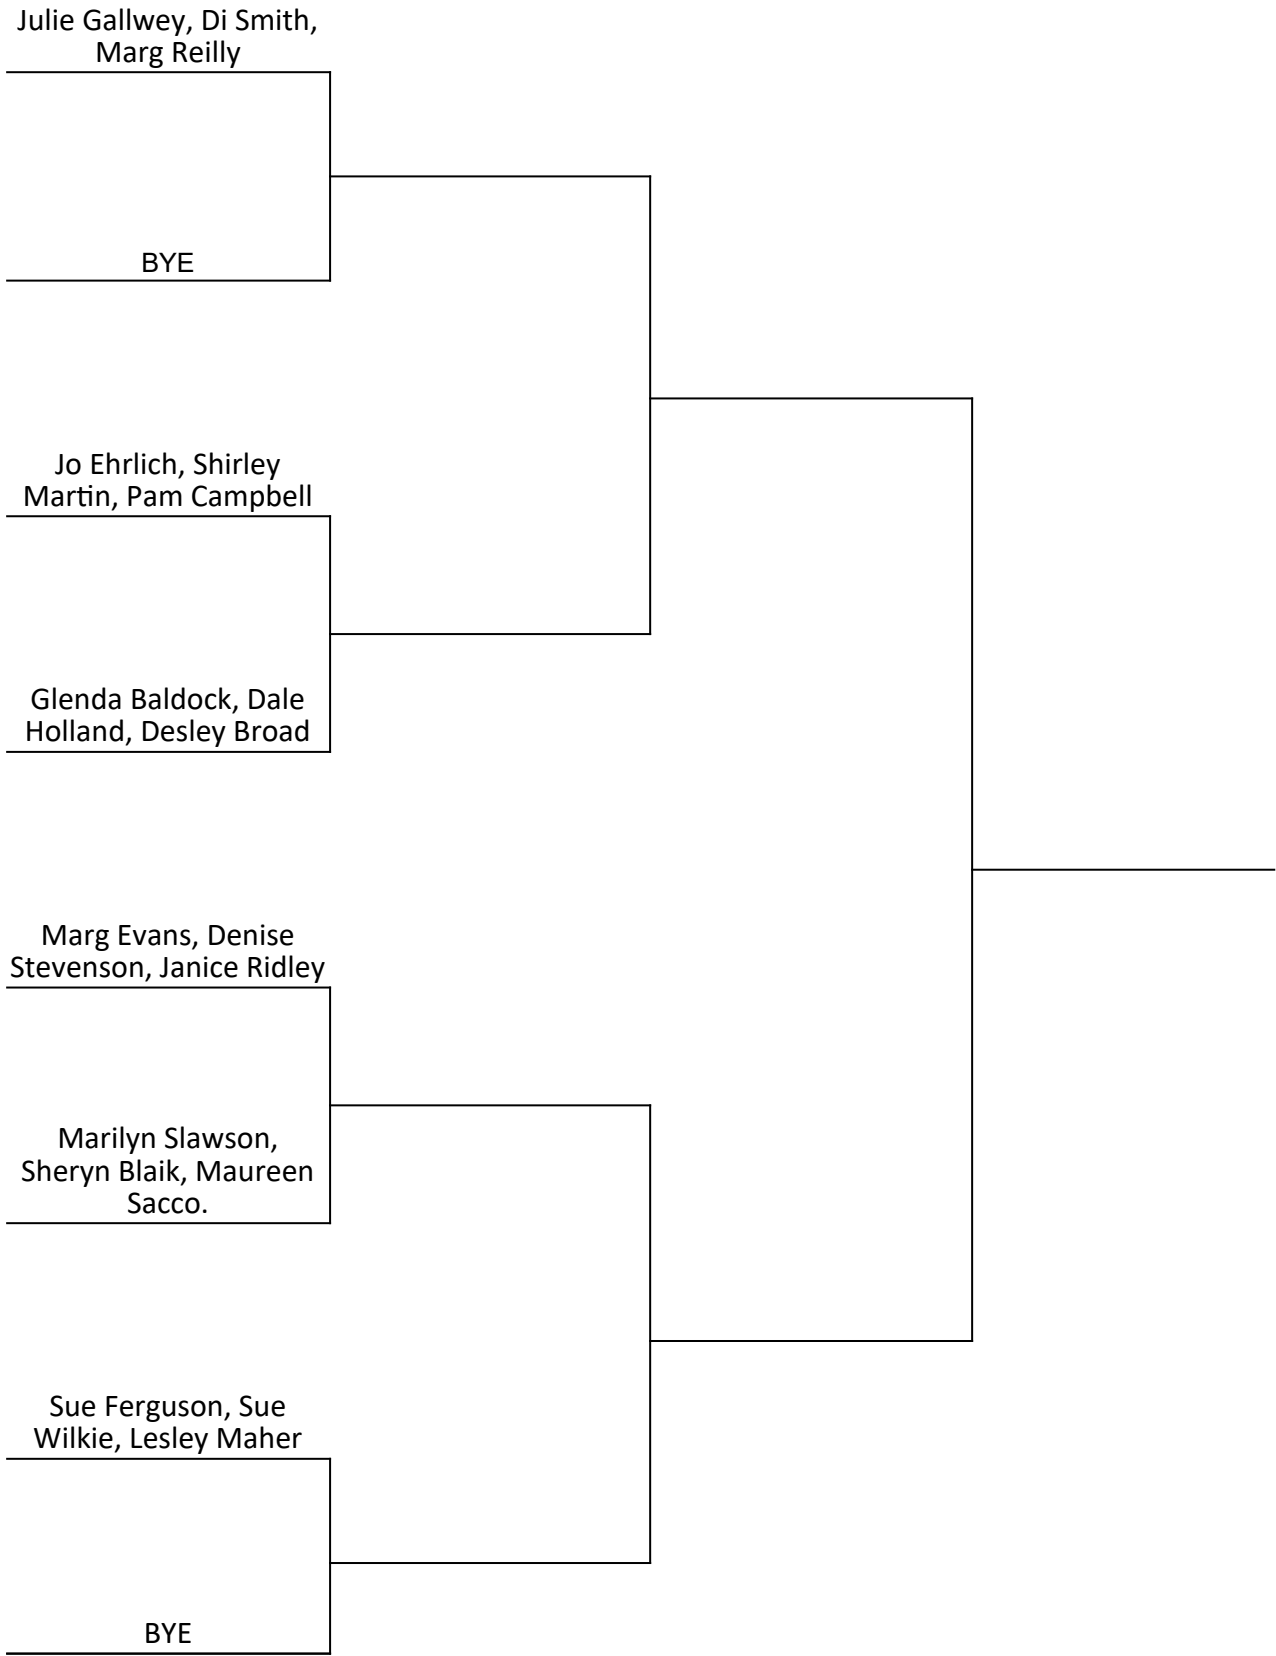 Julie Gallwey, Di Smith,
Marg Reilly
BYE
Jo Ehrlich, Shirley
Martin, Pam Campbell
Glenda Baldock, Dale
Holland, Desley Broad
Marg Evans, Denise
Stevenson, Janice Ridley
Marilyn Slawson,
Sheryn Blaik, Maureen
Sacco.
Sue Ferguson, Sue
Wilkie, Lesley Maher
BYE